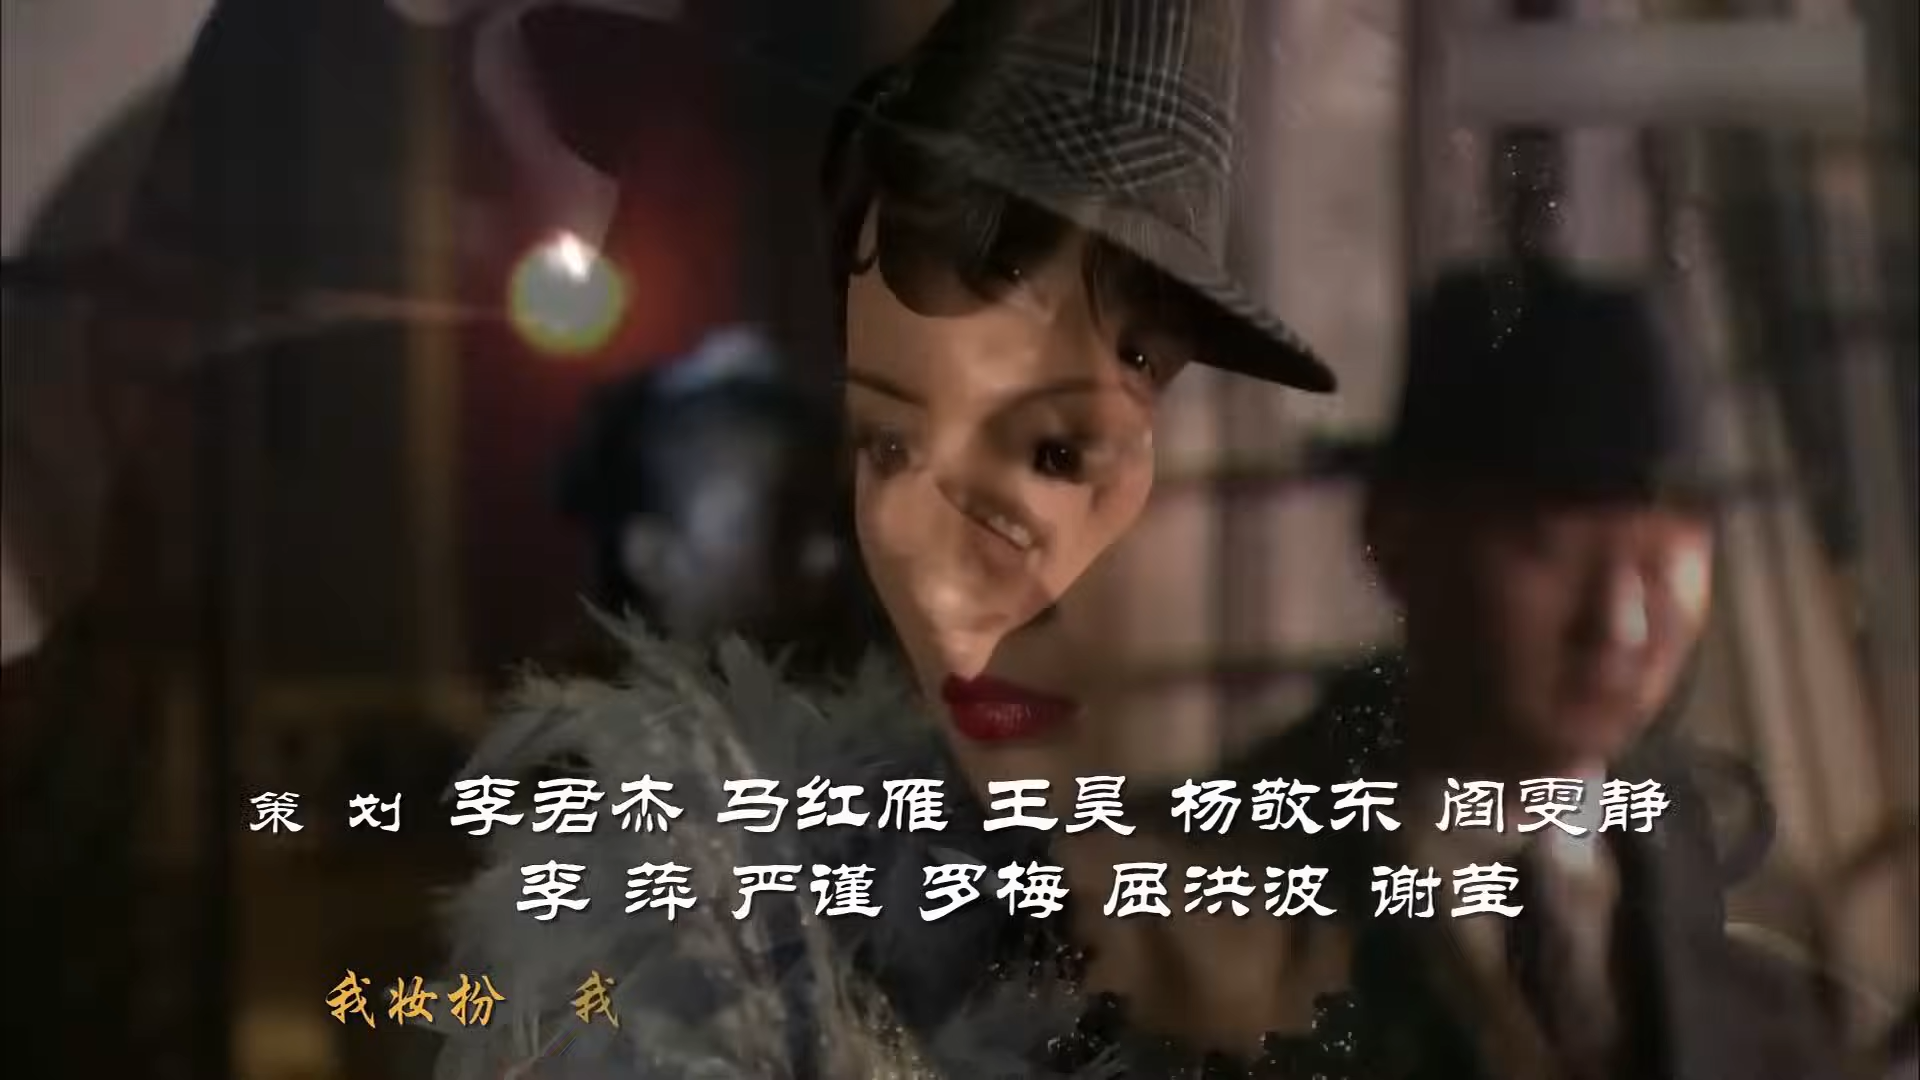 策 划 李君杰 马红雁 王昊 杨敬东 阎雯静
李 萍 严谨 罗梅 屈洪波 谢莹
我妆扮 我